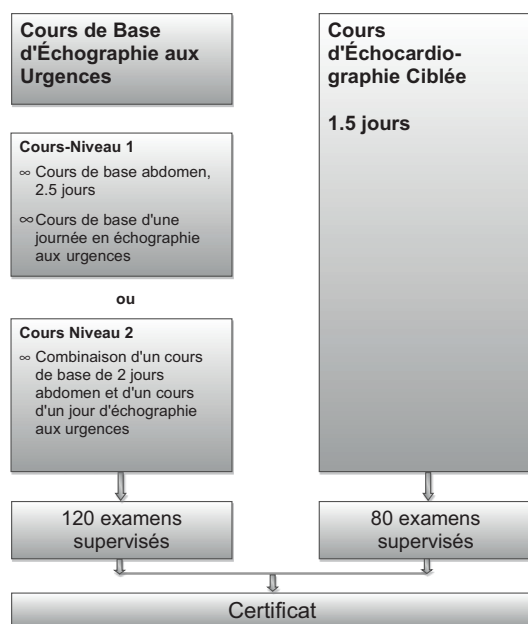 Cours de Base
d'Échographie aux
Urgences
Cours-Niveau 1
∞ Cours de base abdomen,
2.5 jours
∞ Cours de base d'une
journée en échographie
aux urgences
ou
Cours Niveau 2
∞ Combinaison d'un cours
de base de 2 jours
abdomen et d'un cours
d'un jour d'échographie
aux urgences
120 examens
supervisés
Cours
d'Échocardio-
graphie Ciblée
1.5 jours
80 examens
supervisés
Certificat